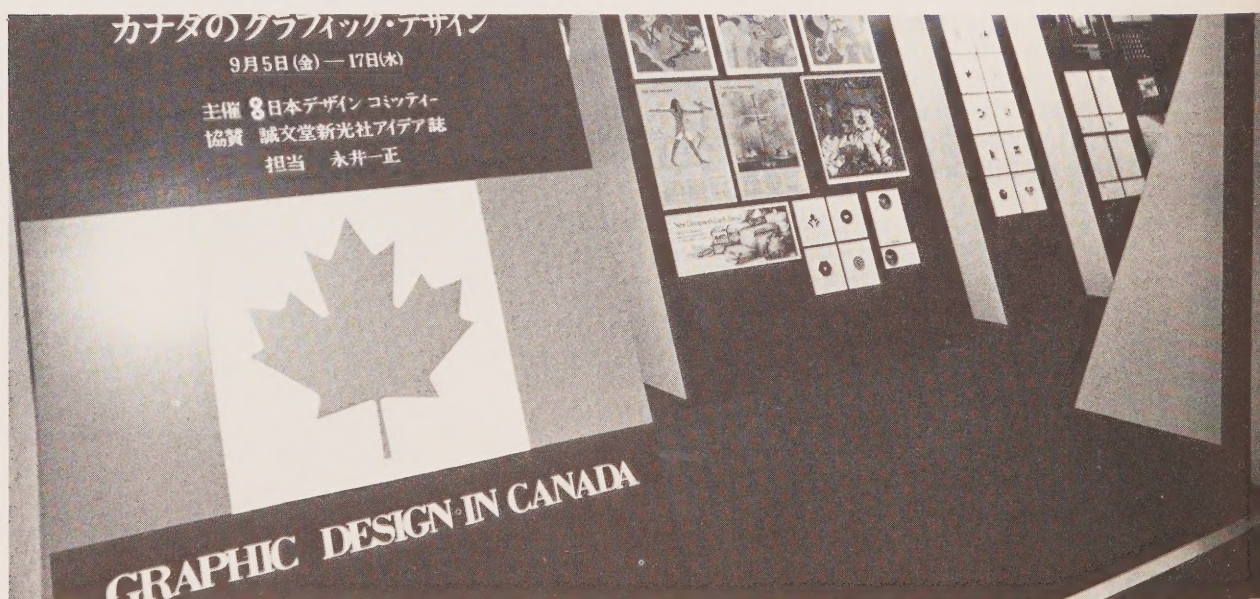 カナダのグラフィック・デザイン
9月5日(金)—17日(水)
主催 日本デザインコミッティー
協賛 誠文堂新光社アイデア誌
担当 永井一正
GRAPHIC DESIGN IN CANADA